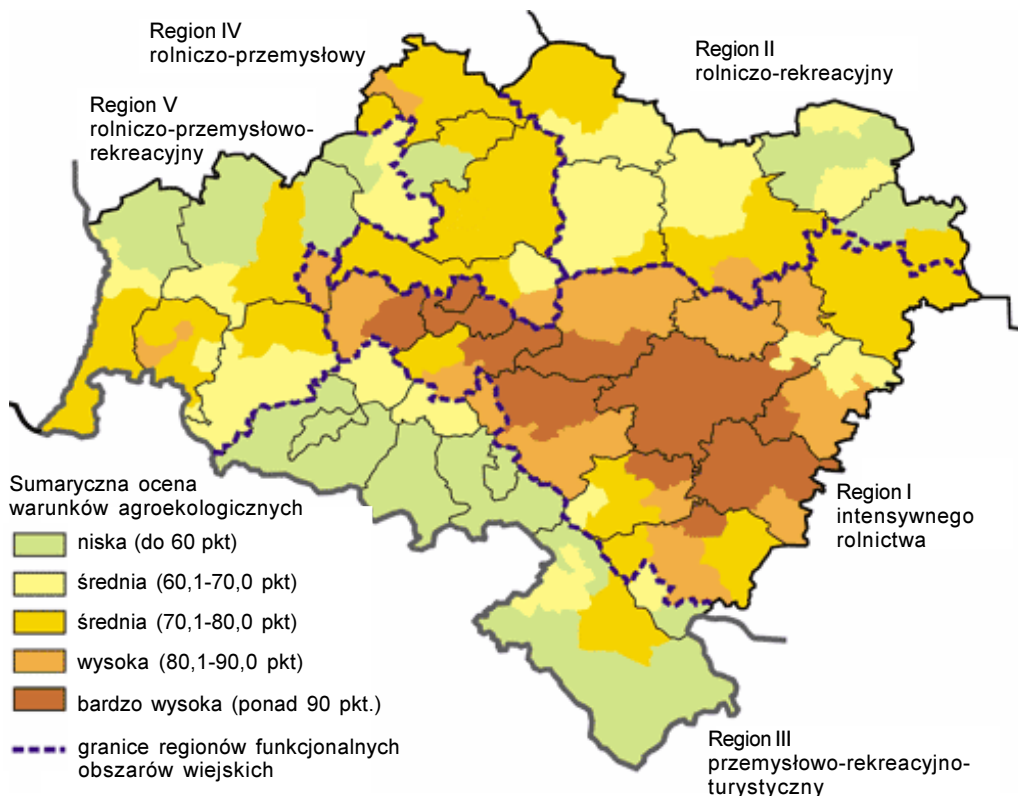 Region IV
rolniczo-przemysłowy
Region II
rolniczo-rekreacyjny
Region V
rolniczo-przemysłowo-
rekreacyjny
Sumaryczna ocena
warunków agroekologicznych
niska (do 60 pkt)
średnia (60,1-70,0 pkt)
średnia (70,1-80,0 pkt)
wysoka (80,1-90,0 pkt)
bardzo wysoka (ponad 90 pkt.)
granice regionów funkcjonalnych
obszarów wiejskich
Region I
intensywnego
rolnictwa
Region III
przemysłowo-rekreacyjno-
turystyczny